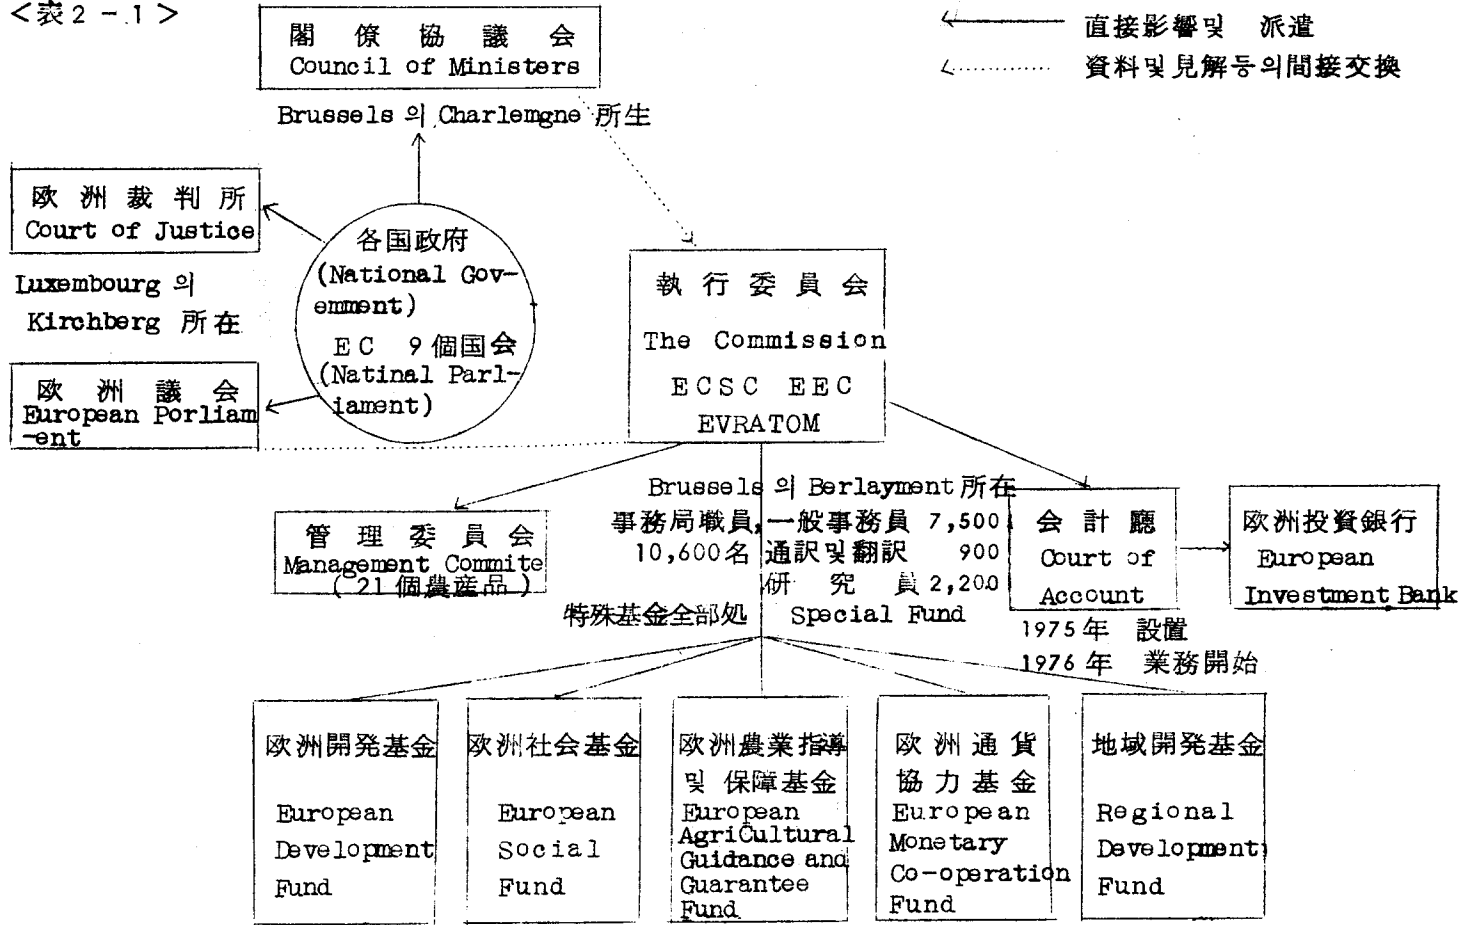 <表2-1>
直接影響및 派遣
資料및見解등의間接交換
閣僚協議会
Council of Ministers
Brussels 의 Charlemgne 所生
欧洲裁判所
Court of Justice
Luxembourg 의
Kirchberg 所在
各国政府
(National Gov-
emment)
EC 9個国会
(Natinal Parl-
iament)
欧洲議会
European Porliam
-ent
執行委員会
The Commission
ECSC EEC
EVRATOM
Brussels 의 Berlayment 所在
事務局職員,一般事務員 7,500
10,600名 通訳및翻訳 900
研究員 2,200
特殊基金全部処 Special Fund
管理委員会
Management Commite
(21個農産品)
会計廳
Court of
Account
1975年 設置
1976年 業務開始
欧洲投資銀行
European
Investment Bank
欧洲開発基金
European
Development
Fund
欧洲社会基金
European
Social
Fund
欧洲農業指導
및 保障基金
European
AgriCultural
Guidance and
Guarantee
Fund
欧洲通貨
協力基金
European
Monetary
Co-operation
Fund
地域開発基金
Regional
Development
Fund